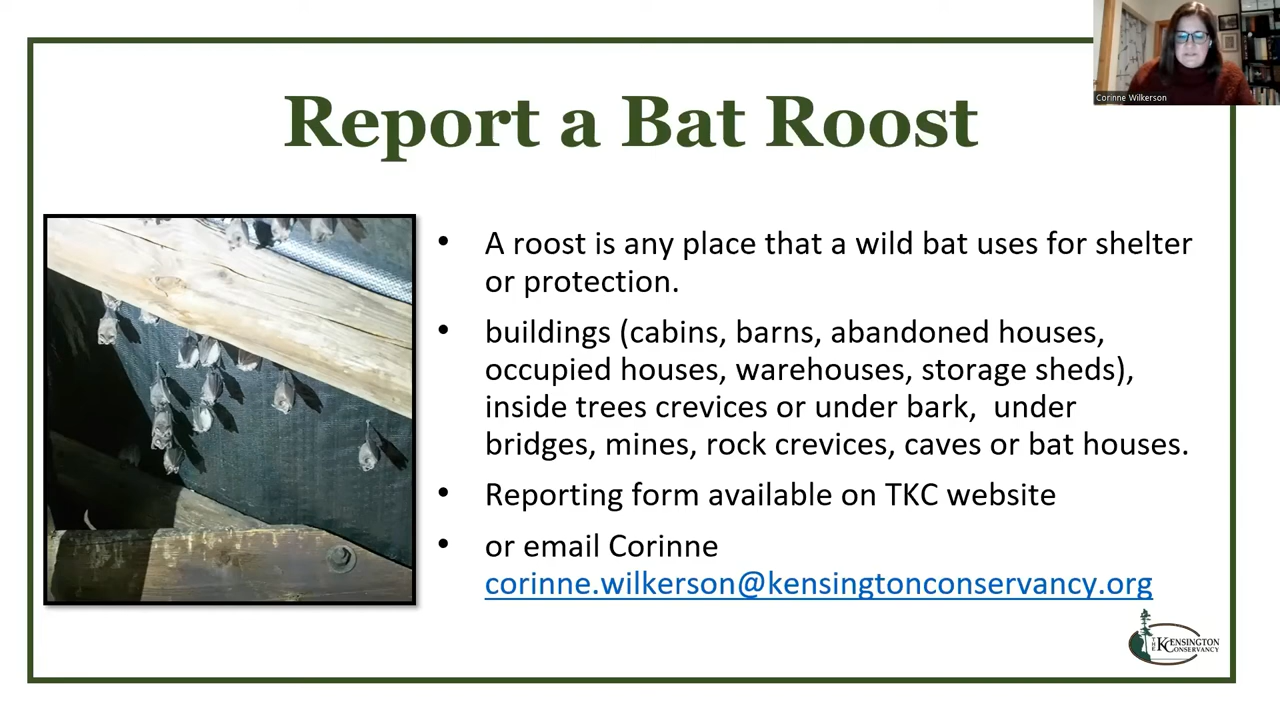 Corinne Wilkerson
Report a Bat Roost
• A roost is any place that a wild bat uses for shelter
or protection.
• buildings (cabins, barns, abandoned houses,
occupied houses, warehouses, storage sheds),
inside trees crevices or under bark,  under
bridges, mines, rock crevices, caves or bat houses.
• Reporting form available on TKC website
• or email Corinne
corinne.wilkerson@kensingtonconservancy.org
THE KENSINGTON
CONSERVANCY